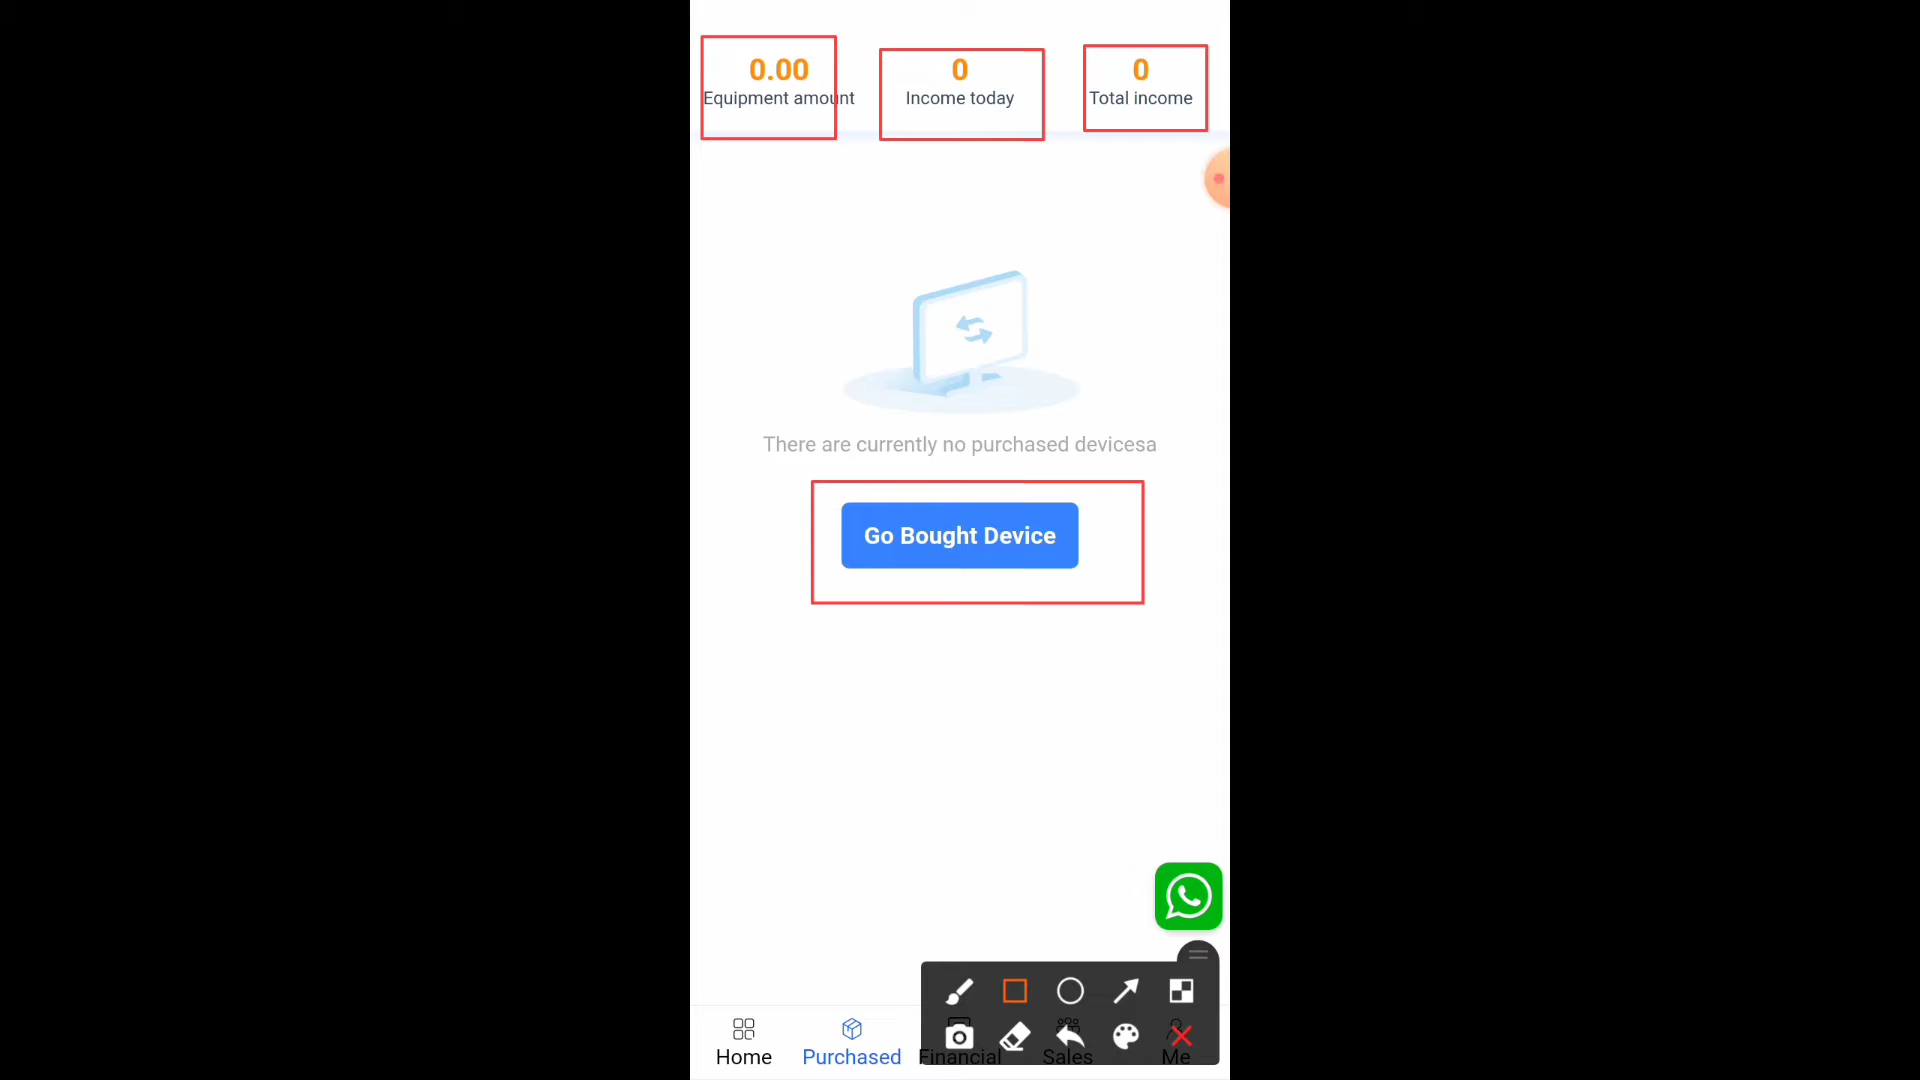 0.00 0 0
Equipment amount Income today Total income
There are currently no purchased devicesa
Go Bought Device
Home Purchased Financial Sales Me